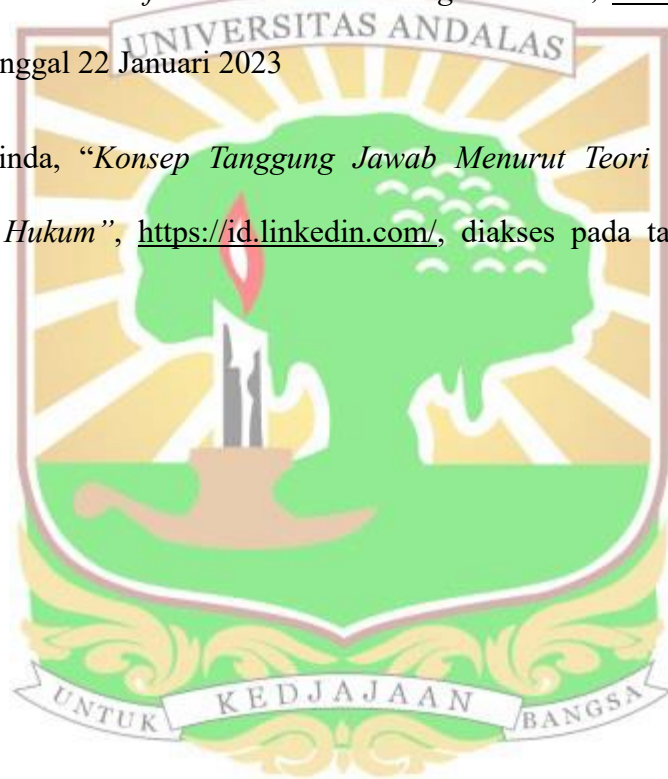 UNIVERSITAS ANDALAS
nggal 22 Januari 2023
inda, “Konsep Tanggung Jawab Menurut Teori
Hukum”, https://id.linkedin.com/, diakses pada ta
UNTUK KEDJAJAAN BANGSA